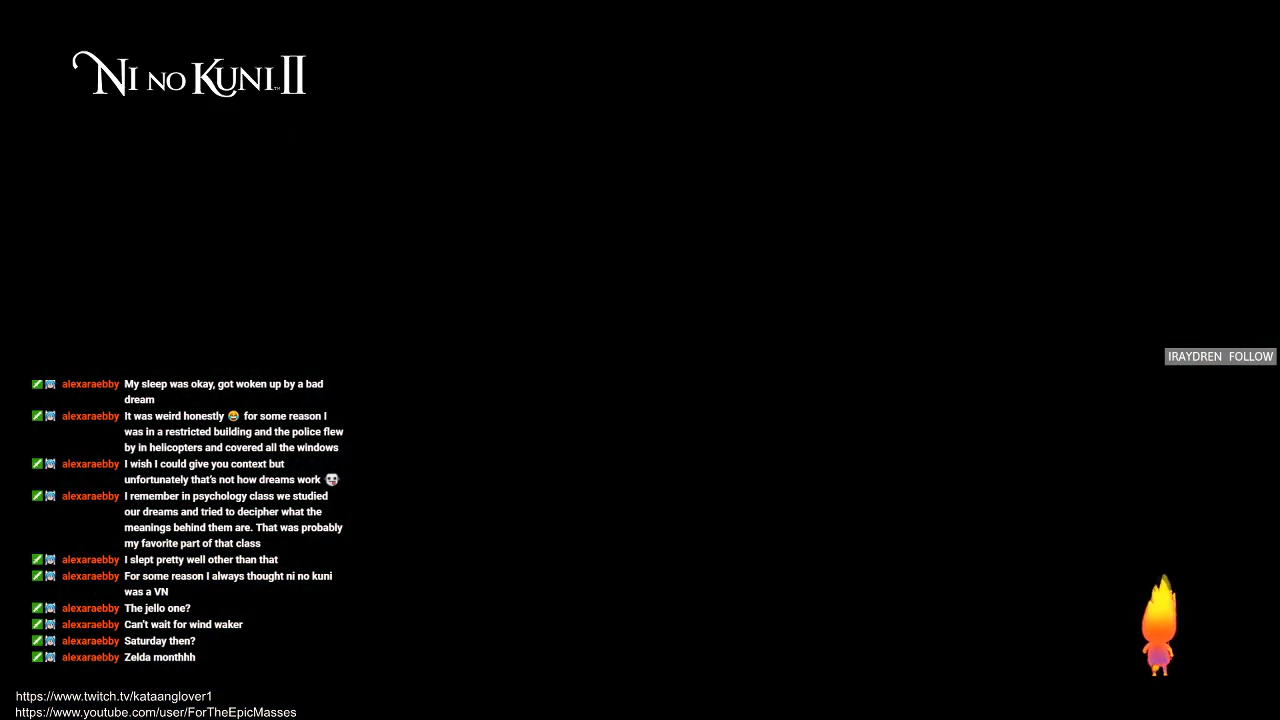 NI NO KUNI II™
IRAYDREN FOLLOW
alexaraebby My sleep was okay, got woken up by a bad
dream
alexaraebby It was weird honestly 😂 for some reason I
was in a restricted building and the police flew
by in helicopters and covered all the windows
alexaraebby I wish I could give you context but
unfortunately that's not how dreams work
alexaraebby I remember in psychology class we studied
our dreams and tried to decipher what the
meanings behind them are. That was probably
my favorite part of that class
alexaraebby I slept pretty well other than that
alexaraebby For some reason I always thought ni no kuni
was a VN
alexaraebby The jello one?
alexaraebby Can't wait for wind waker
alexaraebby Saturday then?
alexaraebby Zelda monthhh
https://www.twitch.tv/kataanglover1
https://www.youtube.com/user/ForTheEpicMasses